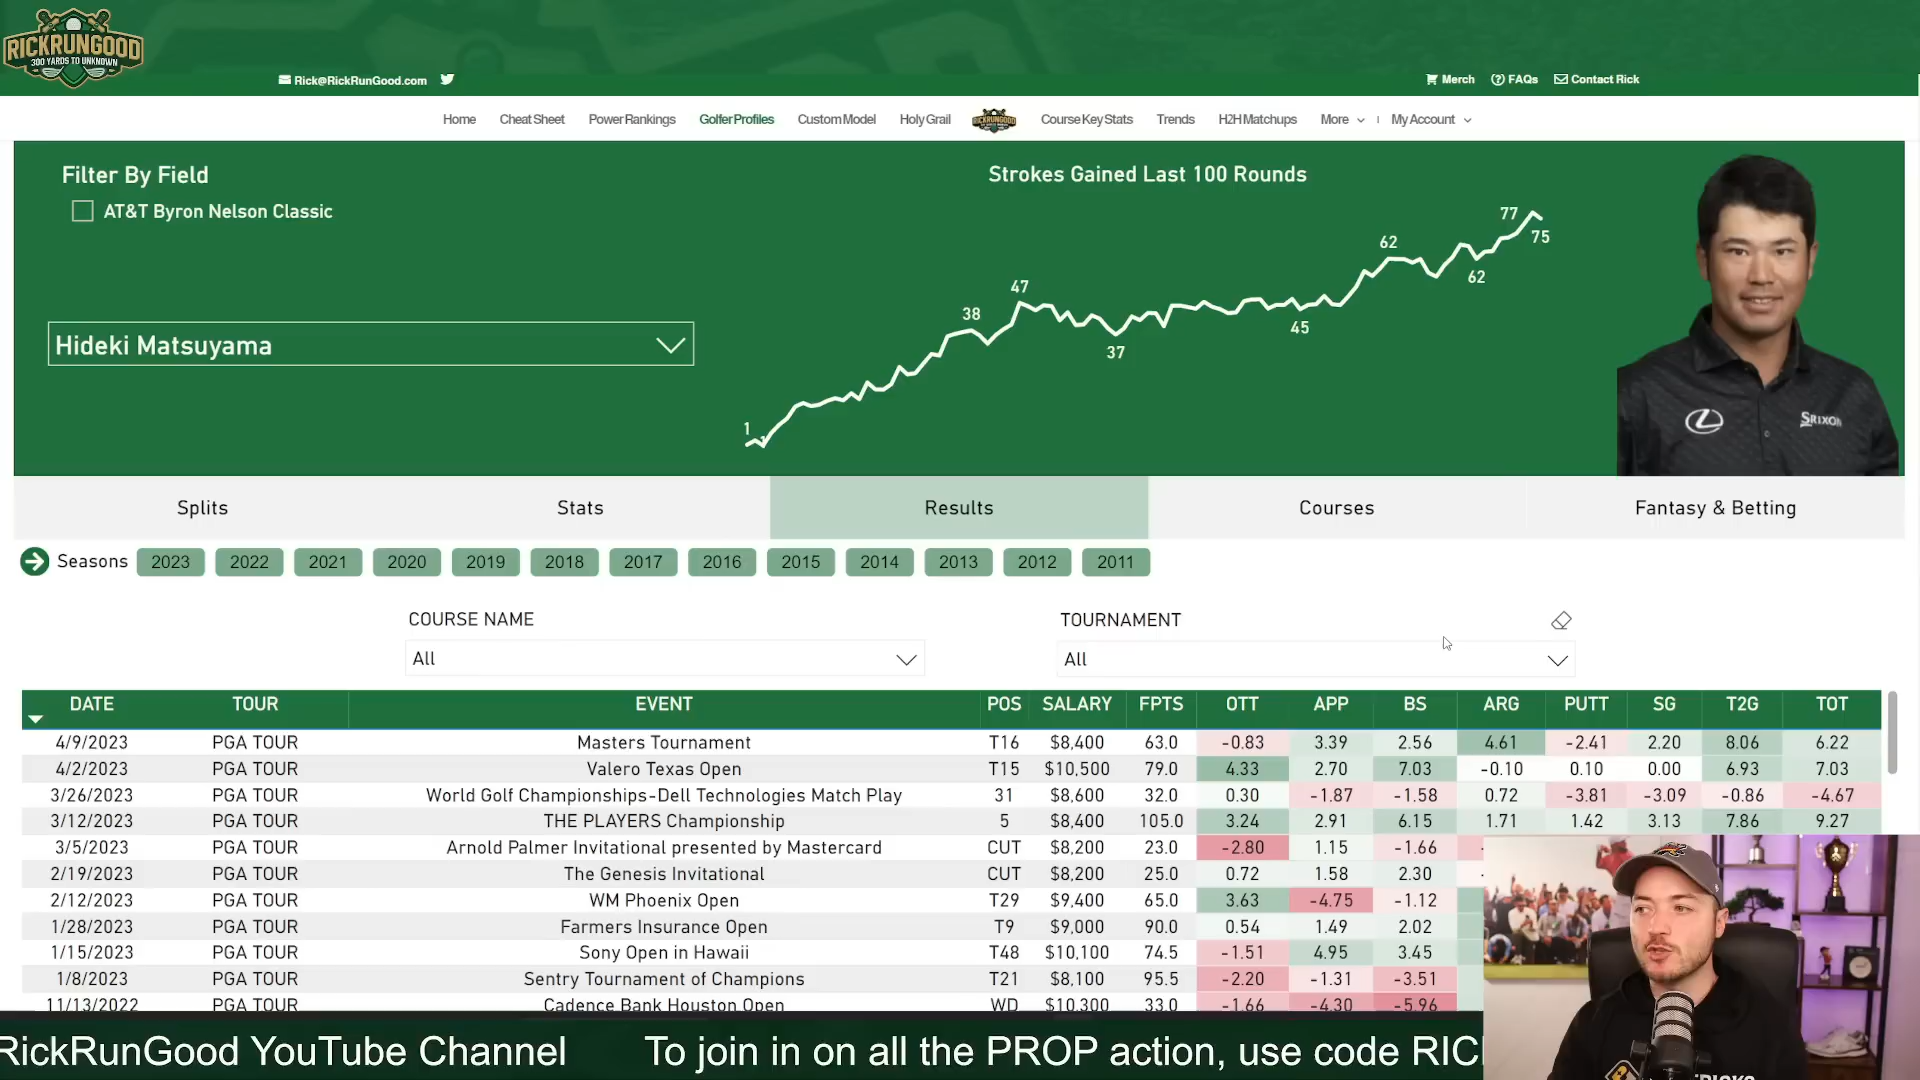 RICKRUNGOOD
300 YARDS TO UNKNOWN
Rick@RickRunGood.com
Merch FAQs Contact Rick
Home Cheat Sheet Power Rankings Golfer Profiles Custom Model Holy Grail RICKRUNGOOD Course Key Stats Trends H2H Matchups More | My Account
Filter By Field
AT&T Byron Nelson Classic
Hideki Matsuyama
Strokes Gained Last 100 Rounds
1 38 47 37 45 62 62 77 75
SRIXON
Splits Stats Results Courses Fantasy & Betting
Seasons 2023 2022 2021 2020 2019 2018 2017 2016 2015 2014 2013 2012 2011
COURSE NAME TOURNAMENT
All All
DATE TOUR EVENT POS SALARY FPTS OTT APP BS ARG PUTT SG T2G TOT
4/9/2023 PGA TOUR Masters Tournament T16 $8,400 63.0 -0.83 3.39 2.56 4.61 -2.41 2.20 8.06 6.22
4/2/2023 PGA TOUR Valero Texas Open T15 $10,500 79.0 4.33 2.70 7.03 -0.10 0.10 0.00 6.93 7.03
3/26/2023 PGA TOUR World Golf Championships-Dell Technologies Match Play 31 $8,600 32.0 0.30 -1.87 -1.58 0.72 -3.81 -3.09 -0.86 -4.67
3/12/2023 PGA TOUR THE PLAYERS Championship 5 $8,400 105.0 3.24 2.91 6.15 1.71 1.42 3.13 7.86 9.27
3/5/2023 PGA TOUR Arnold Palmer Invitational presented by Mastercard CUT $8,200 23.0 -2.80 1.15 -1.66
2/19/2023 PGA TOUR The Genesis Invitational CUT $8,200 25.0 0.72 1.58 2.30
2/12/2023 PGA TOUR WM Phoenix Open T29 $9,400 65.0 3.63 -4.75 -1.12
1/28/2023 PGA TOUR Farmers Insurance Open T9 $9,000 90.0 0.54 1.49 2.02
1/15/2023 PGA TOUR Sony Open in Hawaii T48 $10,100 74.5 -1.51 4.95 3.45
1/8/2023 PGA TOUR Sentry Tournament of Champions T21 $8,100 95.5 -2.20 -1.31 -3.51
11/13/2022 PGA TOUR Cadence Bank Houston Open WD $10,300 33.0 -1.66 -4.30 -5.96
RickRunGood YouTube Channel To join in on all the PROP action, use code RIC